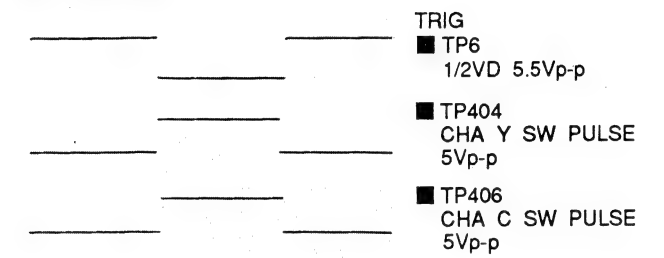 TRIG
■ TP6
1/2VD 5.5Vp-p
■ TP404
CHA Y SW PULSE
5Vp-p
■ TP406
CHA C SW PULSE
5Vp-p